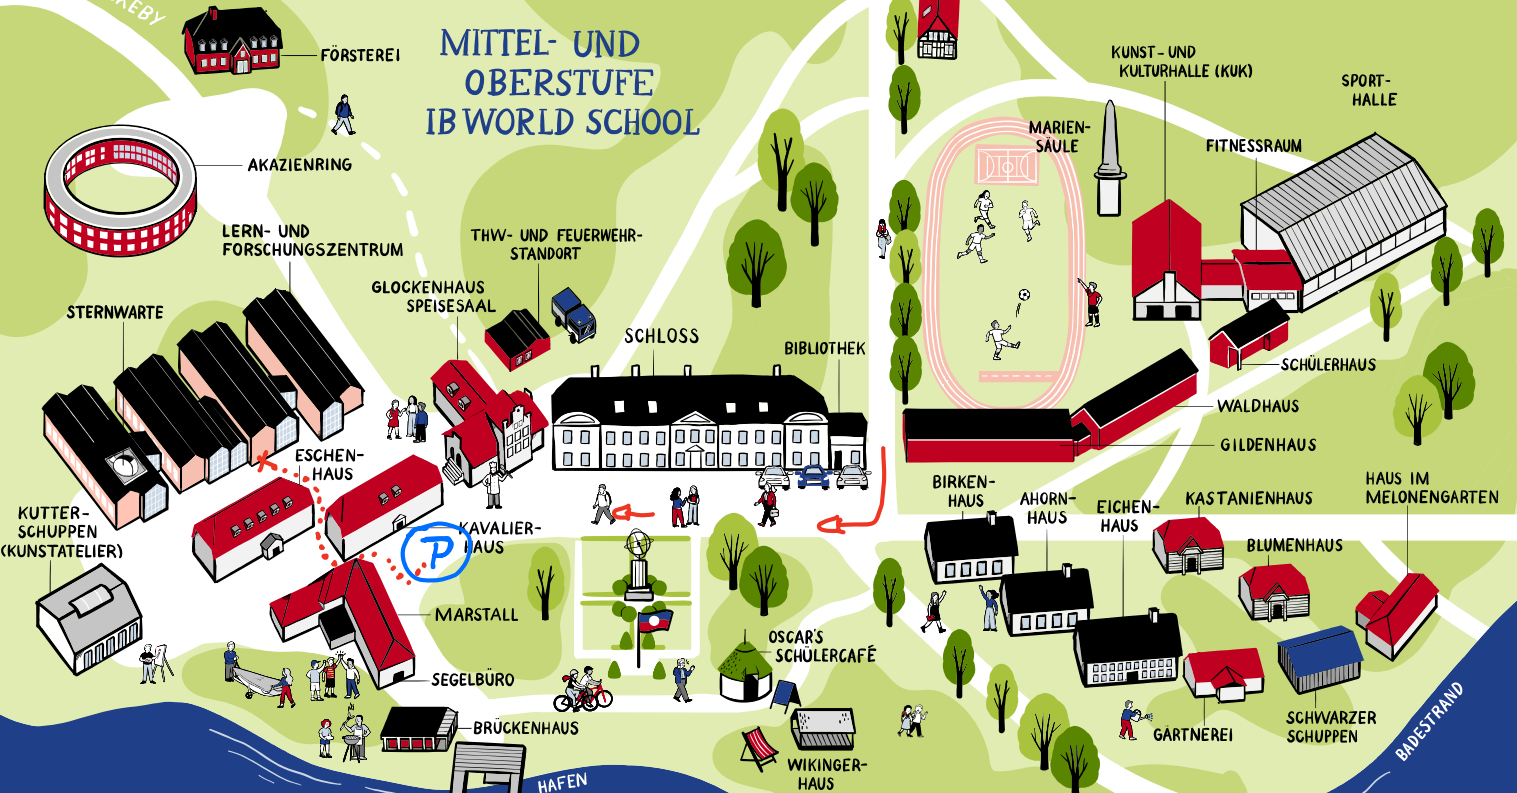 KEBY
FÖRSTEREI
MITTEL- UND
OBERSTUFE
IB WORLD SCHOOL
KUNST- UND
KULTURHALLE (KUK)
SPORT-
HALLE
MARIEN-
SÄULE
FITNESSRAUM
AKAZIENRING
LERN- UND
FORSCHUNGSZENTRUM
THW- UND FEUERWEHR-
STANDORT
GLOCKENHAUS
SPEISESAAL
STERNWARTE
SCHLOSS
BIBLIOTHEK
SCHÜLERHAUS
WALDHAUS
GILDENHAUS
ESCHEN-
HAUS
KUTTER-
SCHUPPEN
(KUNSTATELIER)
KAVALIER-
HAUS
P
BIRKEN-
HAUS
AHORN-
HAUS
EICHEN-
HAUS
KASTANIENHAUS
HAUS IM
MELONENGARTEN
BLUMENHAUS
MARSTALL
OSCAR'S
SCHÜLERCAFÉ
SEGELBÜRO
BRÜCKENHAUS
WIKINGER-
HAUS
GÄRTNEREI
SCHWARZER
SCHUPPEN
BADESTRAND
HAFEN